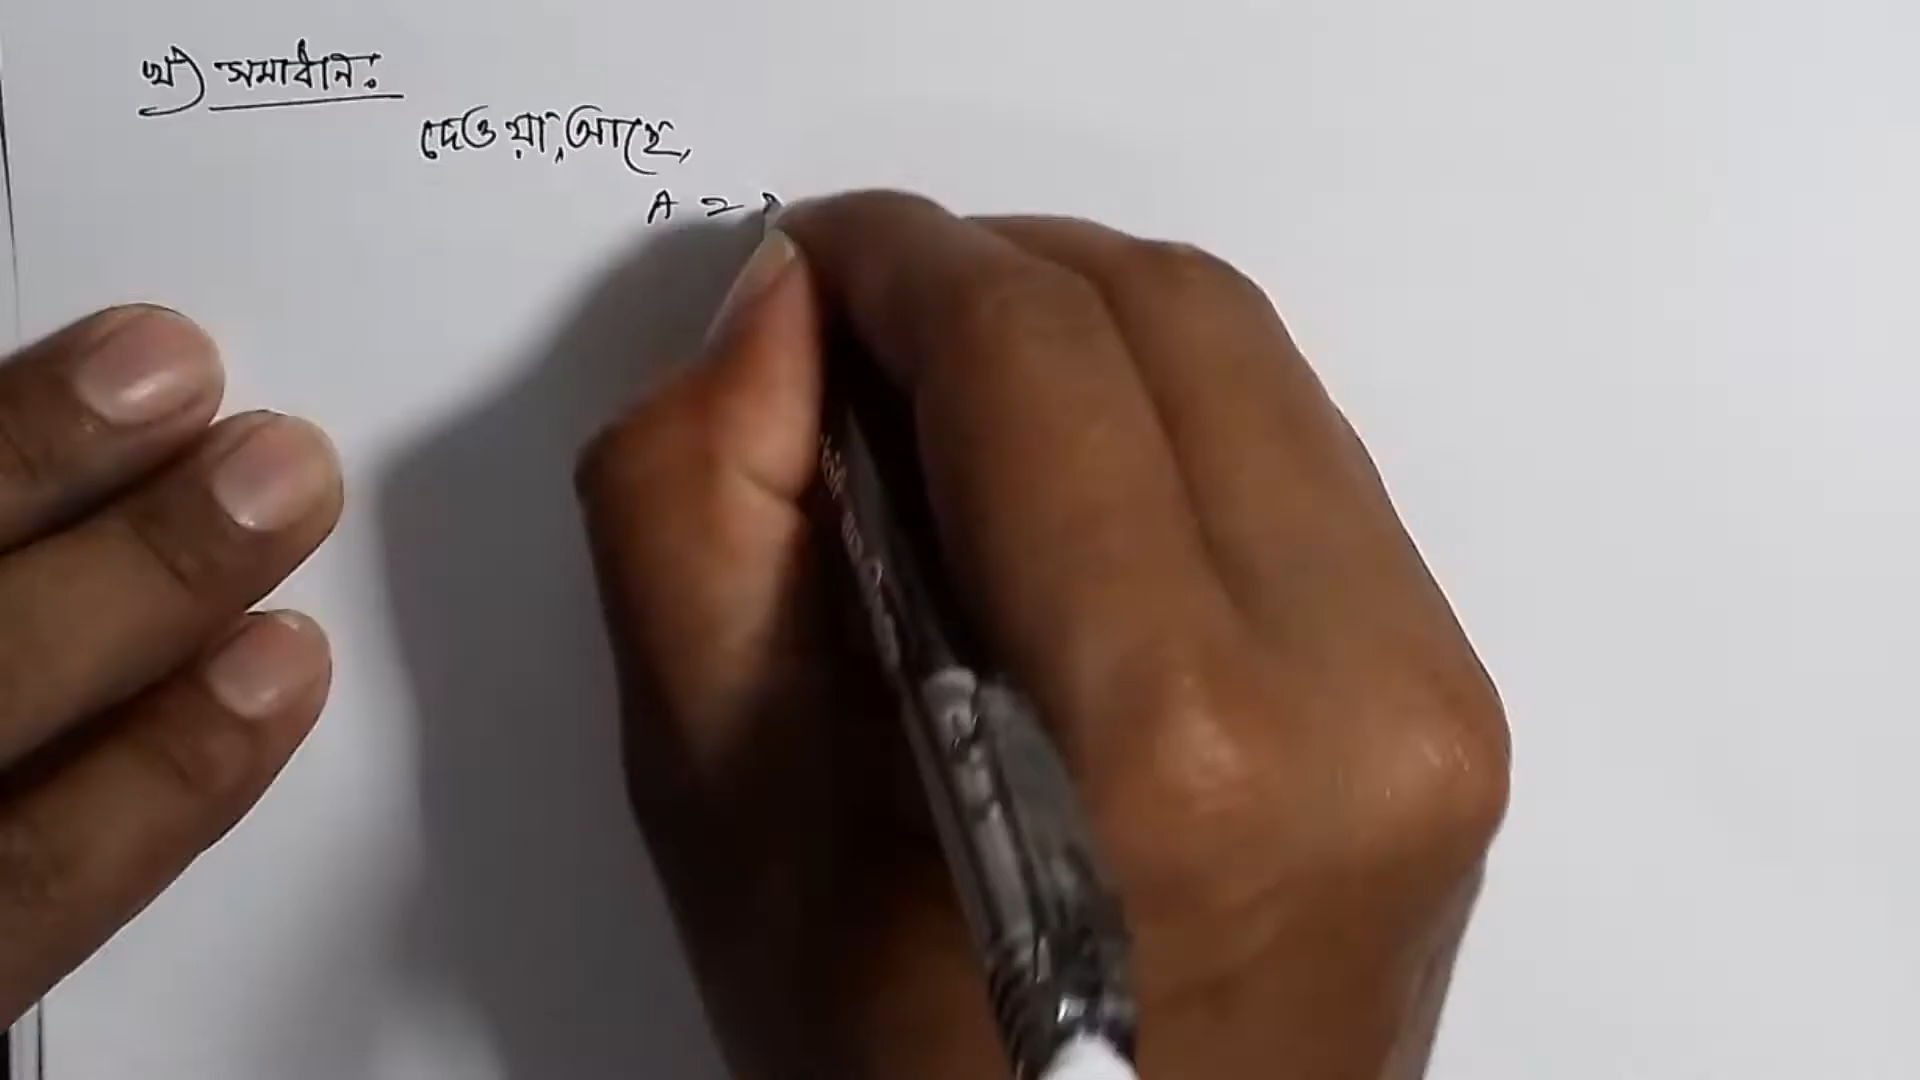 খ) সমাধান:
দেওয়া আছে,
A =